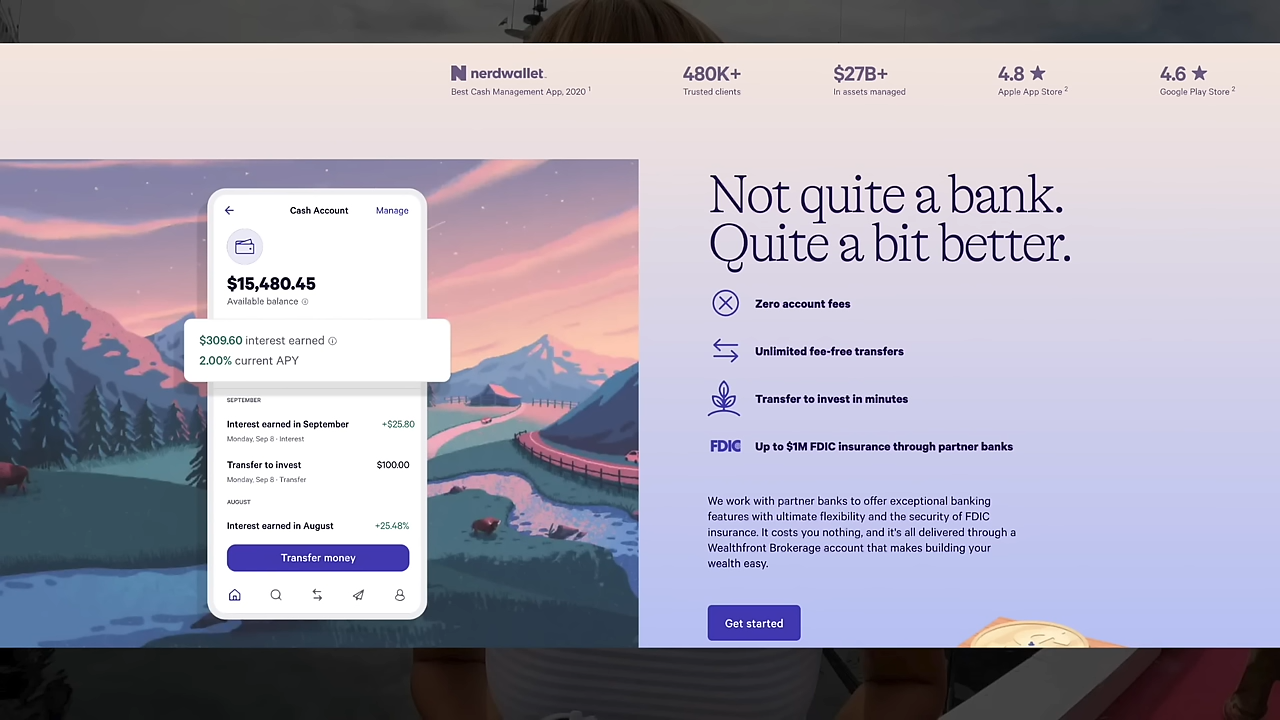 nerdwallet.
Best Cash Management App, 2020 1
480K+
Trusted clients
$27B+
In assets managed
4.8 ★
Apple App Store 2
4.6 ★
Google Play Store 2
Cash Account
Manage
$15,480.45
Available balance
$309.60 interest earned
2.00% current APY
SEPTEMBER
Interest earned in September +$25.80
Monday, Sep 8 · Interest
Transfer to invest $100.00
Monday, Sep 8 · Transfer
AUGUST
Interest earned in August +25.48%
Transfer money
Not quite a bank.
Quite a bit better.
Zero account fees
Unlimited fee-free transfers
Transfer to invest in minutes
FDIC Up to $1M FDIC insurance through partner banks
We work with partner banks to offer exceptional banking
features with ultimate flexibility and the security of FDIC
insurance. It costs you nothing, and it's all delivered through a
Wealthfront Brokerage account that makes building your
wealth easy.
Get started